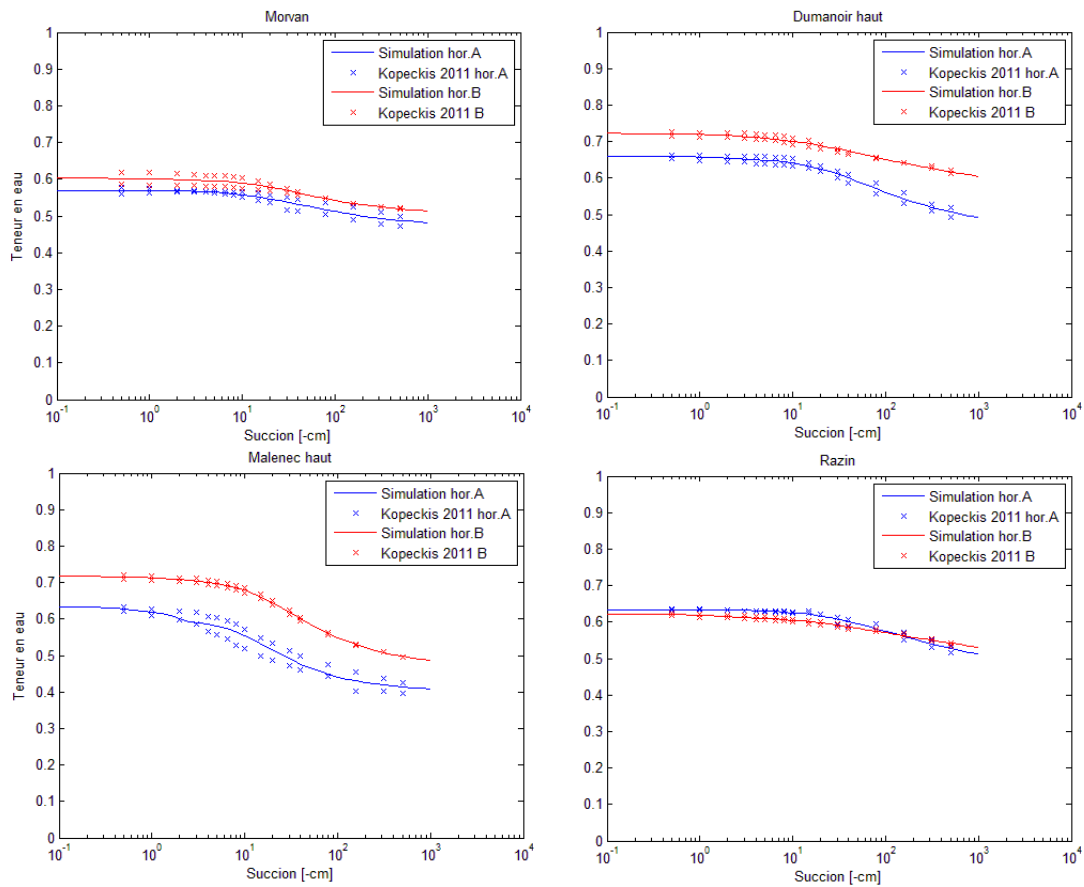 Morvan
Simulation hor.A
Kopeckis 2011 hor.A
Simulation hor.B
Kopeckis 2011 B
Teneur en eau
1
0.9
0.8
0.7
0.6
0.5
0.4
0.3
0.2
0.1
0
10^-1
10^0
10^1
10^2
10^3
10^4
Succion [-cm]
Dumanoir haut
Simulation hor.A
Kopeckis 2011 hor.A
Simulation hor.B
Kopeckis 2011 B
1
0.9
0.8
0.7
0.6
0.5
0.4
0.3
0.2
0.1
0
10^-1
10^0
10^1
10^2
10^3
10^4
Succion [-cm]
Malenec haut
Simulation hor.A
Kopeckis 2011 hor.A
Simulation hor.B
Kopeckis 2011 B
Teneur en eau
1
0.9
0.8
0.7
0.6
0.5
0.4
0.3
0.2
0.1
0
10^-1
10^0
10^1
10^2
10^3
10^4
Succion [-cm]
Razin
Simulation hor.A
Kopeckis 2011 hor.A
Simulation hor.B
Kopeckis 2011 B
1
0.9
0.8
0.7
0.6
0.5
0.4
0.3
0.2
0.1
0
10^-1
10^0
10^1
10^2
10^3
10^4
Succion [-cm]